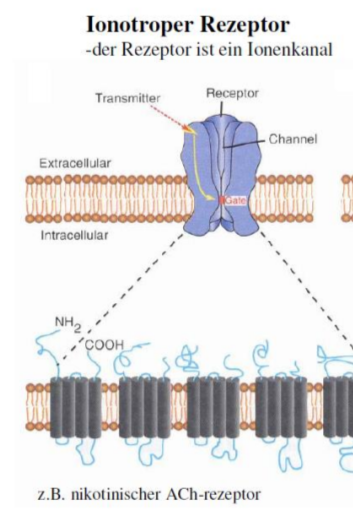 Ionotroper Rezeptor
-der Rezeptor ist ein Ionenkanal
Transmitter
Receptor
Channel
Extracellular
Gate
Intracellular
NH2
COOH
z.B. nikotinischer ACh-rezeptor